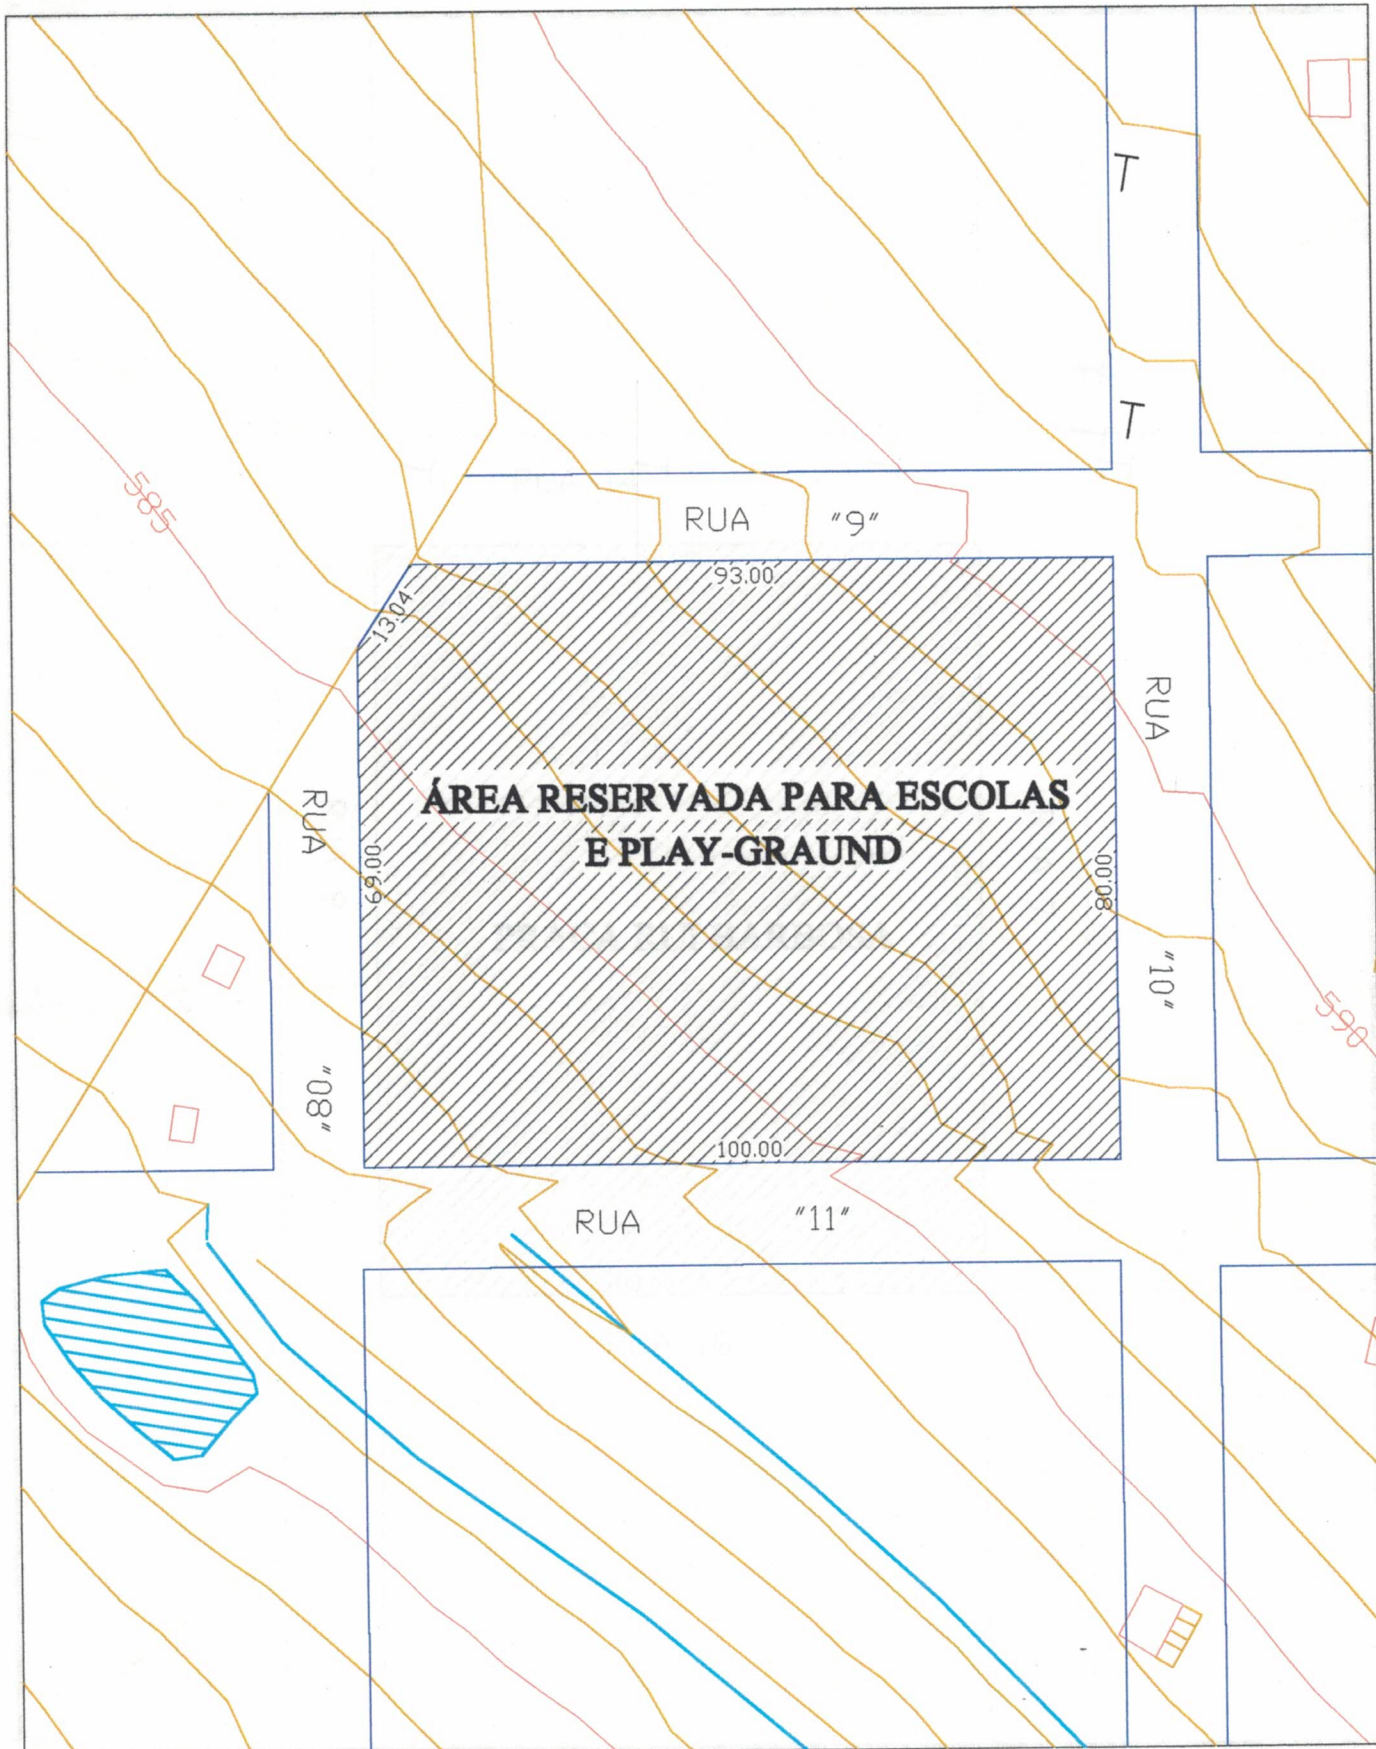 T
T
585
RUA "9"
93.00
13.04
RUA
ÁREA RESERVADA PARA ESCOLAS
E PLAY-GRAUND
RUA
69.00
80.00
"10"
590
"08"
100.00
RUA "11"